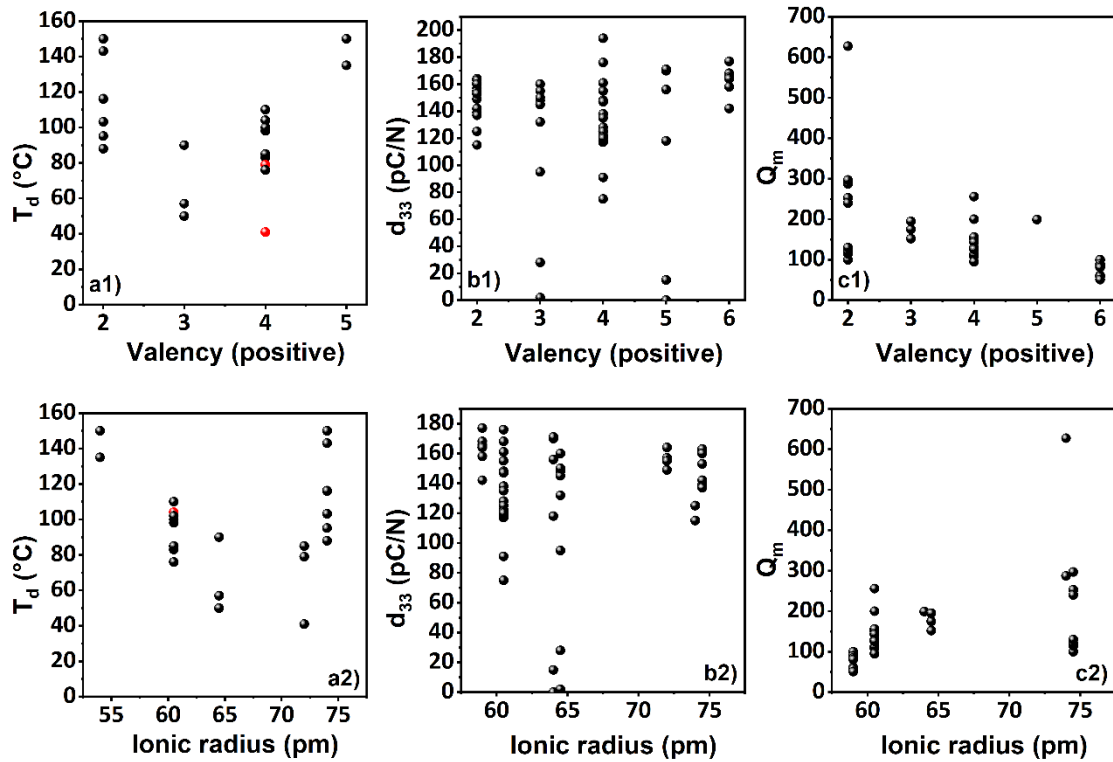 160
140
120
100
80
60
40
20
0
T_d (°C)
a1)
2 3 4 5
Valency (positive)
200
180
160
140
120
100
80
60
40
20
0
d_33 (pC/N)
b1)
2 3 4 5 6
Valency (positive)
700
600
500
400
300
200
100
0
Q_m
c1)
2 3 4 5 6
Valency (positive)
160
140
120
100
80
60
40
20
0
T_d (°C)
a2)
55 60 65 70 75
Ionic radius (pm)
180
160
140
120
100
80
60
40
20
0
d_33 (pC/N)
b2)
60 65 70 75
Ionic radius (pm)
700
600
500
400
300
200
100
0
Q_m
c2)
60 65 70 75
Ionic radius (pm)